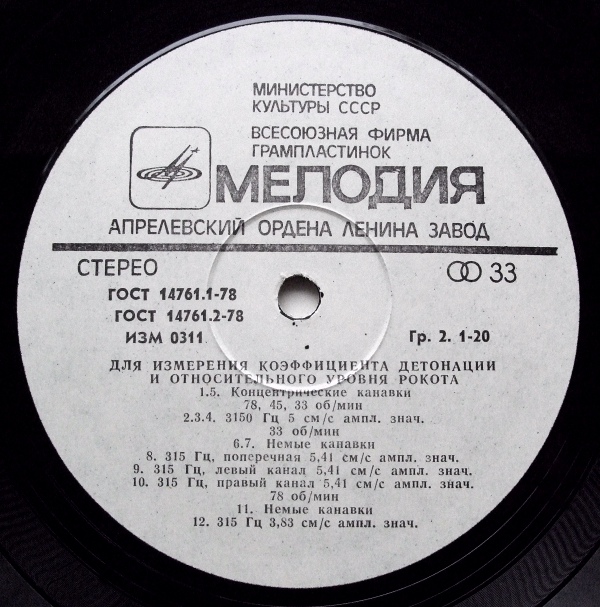 МИНИСТЕРСТВО
КУЛЬТУРЫ СССР
ВСЕСОЮЗНАЯ ФИРМА
ГРАМПЛАСТИНОК
МЕЛОДИЯ
АПРЕЛЕВСКИЙ ОРДЕНА ЛЕНИНА ЗАВОД
СТЕРЕО 33
ГОСТ 14761.1-78
ГОСТ 14761.2-78
ИЗМ 0311 Гр. 2. 1-20
ДЛЯ ИЗМЕРЕНИЯ КОЭФФИЦИЕНТА ДЕТОНАЦИИ
И ОТНОСИТЕЛЬНОГО УРОВНЯ РОКОТА
1.5. Концентрические канавки
78, 45, 33 об/мин
2.3.4. 3150 Гц 5 см/с ампл. знач.
33 об/мин
6.7. Немые канавки
8. 315 Гц, поперечная 5,41 см/с ампл. знач.
9. 315 Гц, левый канал 5,41 см/с ампл. знач.
10. 315 Гц, правый канал 5,41 см/с ампл. знач.
78 об/мин
11. Немые канавки
12. 315 Гц 3,83 см/с ампл. знач.